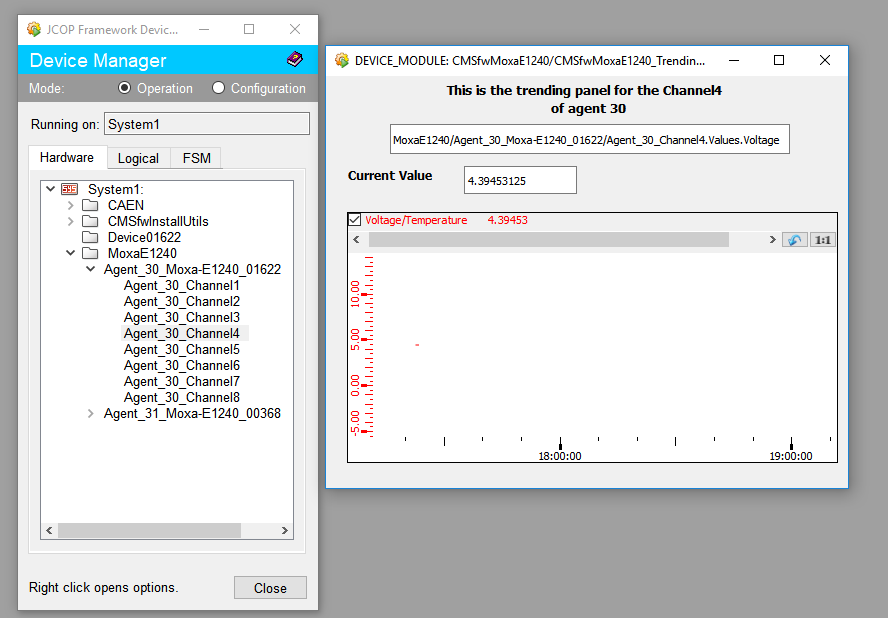 JCOP Framework Devic...
Device Manager
Mode: Operation Configuration
Running on: System1
Hardware Logical FSM
System1:
CAEN
CMSfwInstallUtils
Device01622
MoxaE1240
Agent_30_Moxa-E1240_01622
Agent_30_Channel1
Agent_30_Channel2
Agent_30_Channel3
Agent_30_Channel4
Agent_30_Channel5
Agent_30_Channel6
Agent_30_Channel7
Agent_30_Channel8
Agent_31_Moxa-E1240_00368
Right click opens options.
Close
DEVICE_MODULE: CMSfwMoxaE1240/CMSfwMoxaE1240_Trending...
This is the trending panel for the Channel4
of agent 30
MoxaE1240/Agent_30_Moxa-E1240_01622/Agent_30_Channel4.Values.Voltage
Current Value 4.39453125
Voltage/Temperature 4.39453
1:1
10.00
5.00
0.00
-5.00
18:00:00 19:00:00